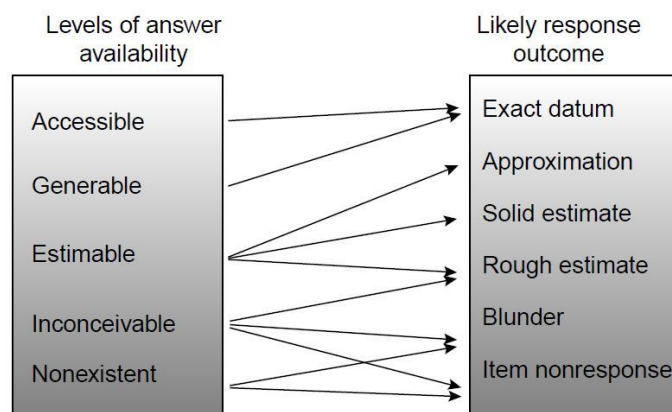 Levels of answer
availability
Accessible
Generable
Estimable
Inconceivable
Nonexistent
Likely response
outcome
Exact datum
Approximation
Solid estimate
Rough estimate
Blunder
Item nonresponse